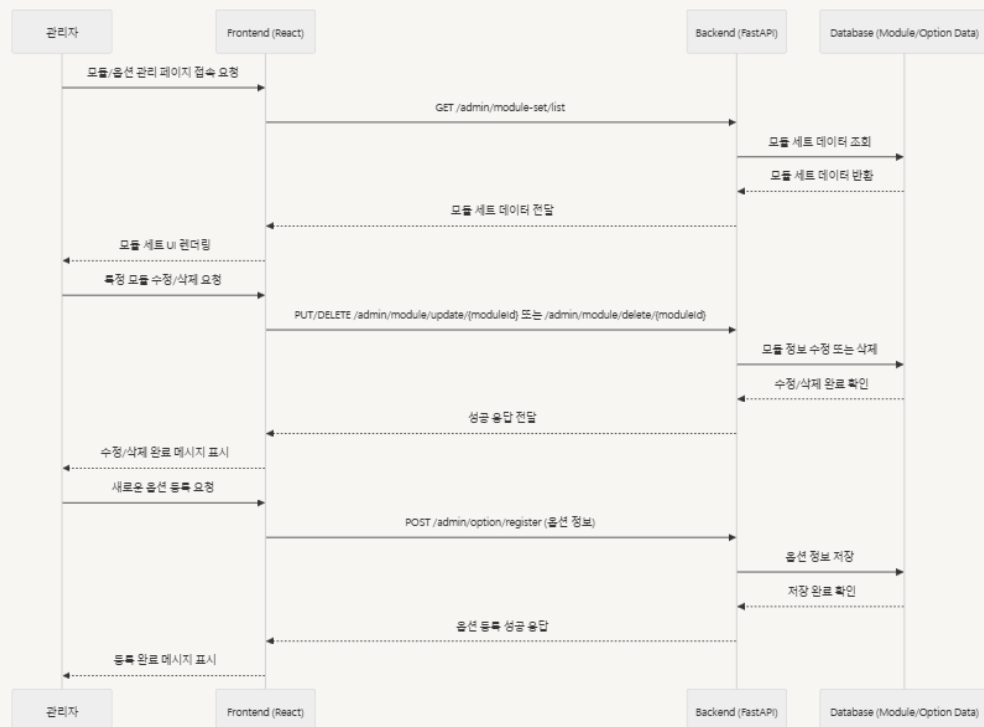 관리자
Frontend (React)
Backend (FastAPI)
Database (Module/Option Data)
모듈/옵션 관리 페이지 접속 요청
GET /admin/module-set/list
모듈 세트 데이터 조회
모듈 세트 데이터 반환
모듈 세트 데이터 전달
모듈 세트 UI 렌더링
특정 모듈 수정/삭제 요청
PUT/DELETE /admin/module/update/{moduleId} 또는 /admin/module/delete/{moduleId}
모듈 정보 수정 또는 삭제
수정/삭제 완료 확인
성공 응답 전달
수정/삭제 완료 메시지 표시
새로운 옵션 등록 요청
POST /admin/option/register (옵션 정보)
옵션 정보 저장
저장 완료 확인
옵션 등록 성공 응답
등록 완료 메시지 표시
관리자
Frontend (React)
Backend (FastAPI)
Database (Module/Option Data)